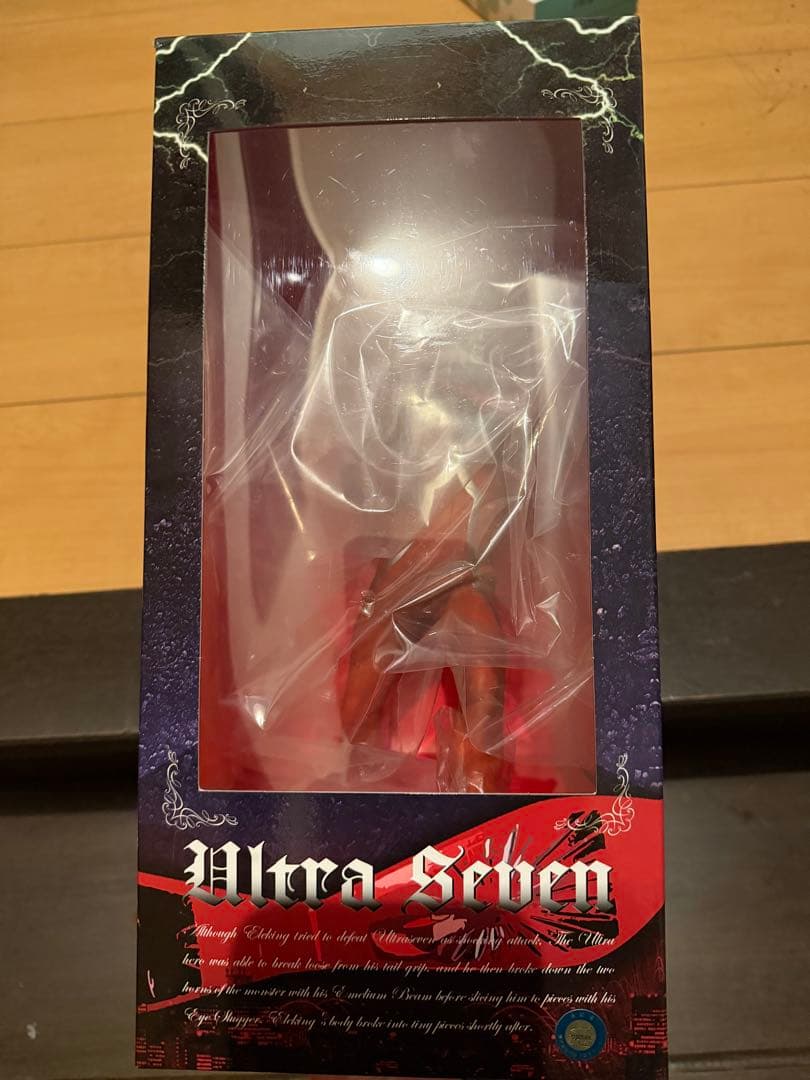 Ultra Seven
Although Eleking tried to defeat Ultraseven as shocking attack. The Ultra
hero was able to break loose from his tail grip, and he then broke down the two
horns of the monster with his Emelium Beam before slicing him to pieces with his
Eye Slugger. Eleking's body broke into tiny pieces shortly after.